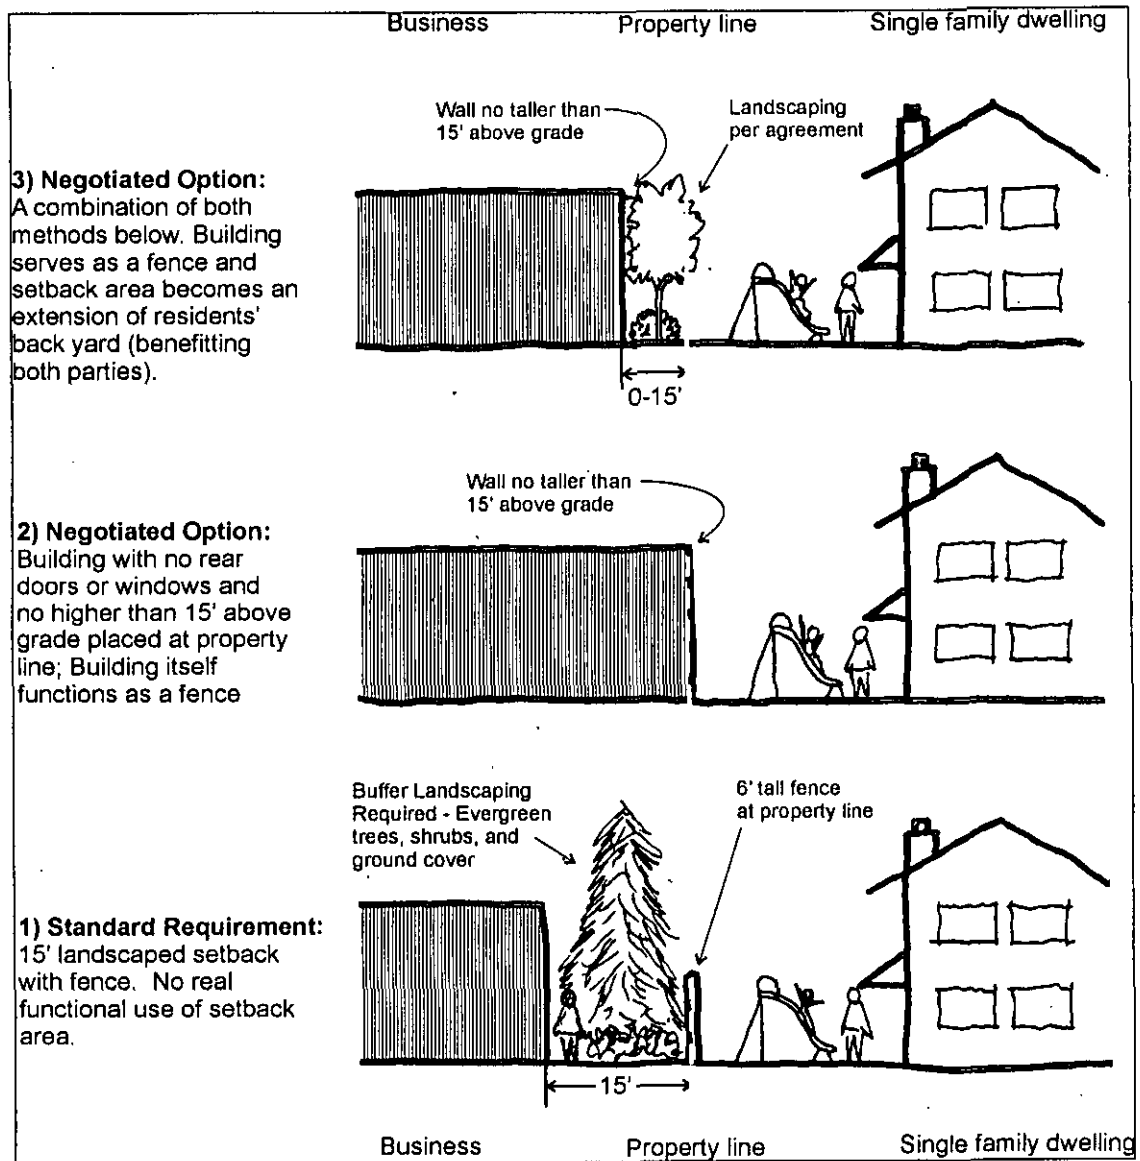 Business Property line Single family dwelling
Wall no taller than
15' above grade
Landscaping
per agreement
3) Negotiated Option:
A combination of both
methods below. Building
serves as a fence and
setback area becomes an
extension of residents'
back yard (benefitting
both parties).
0-15'
Wall no taller than
15' above grade
2) Negotiated Option:
Building with no rear
doors or windows and
no higher than 15' above
grade placed at property
line; Building itself
functions as a fence
Buffer Landscaping
Required - Evergreen
trees, shrubs, and
ground cover
6' tall fence
at property line
1) Standard Requirement:
15' landscaped setback
with fence. No real
functional use of setback
area.
15'
Business Property line Single family dwelling